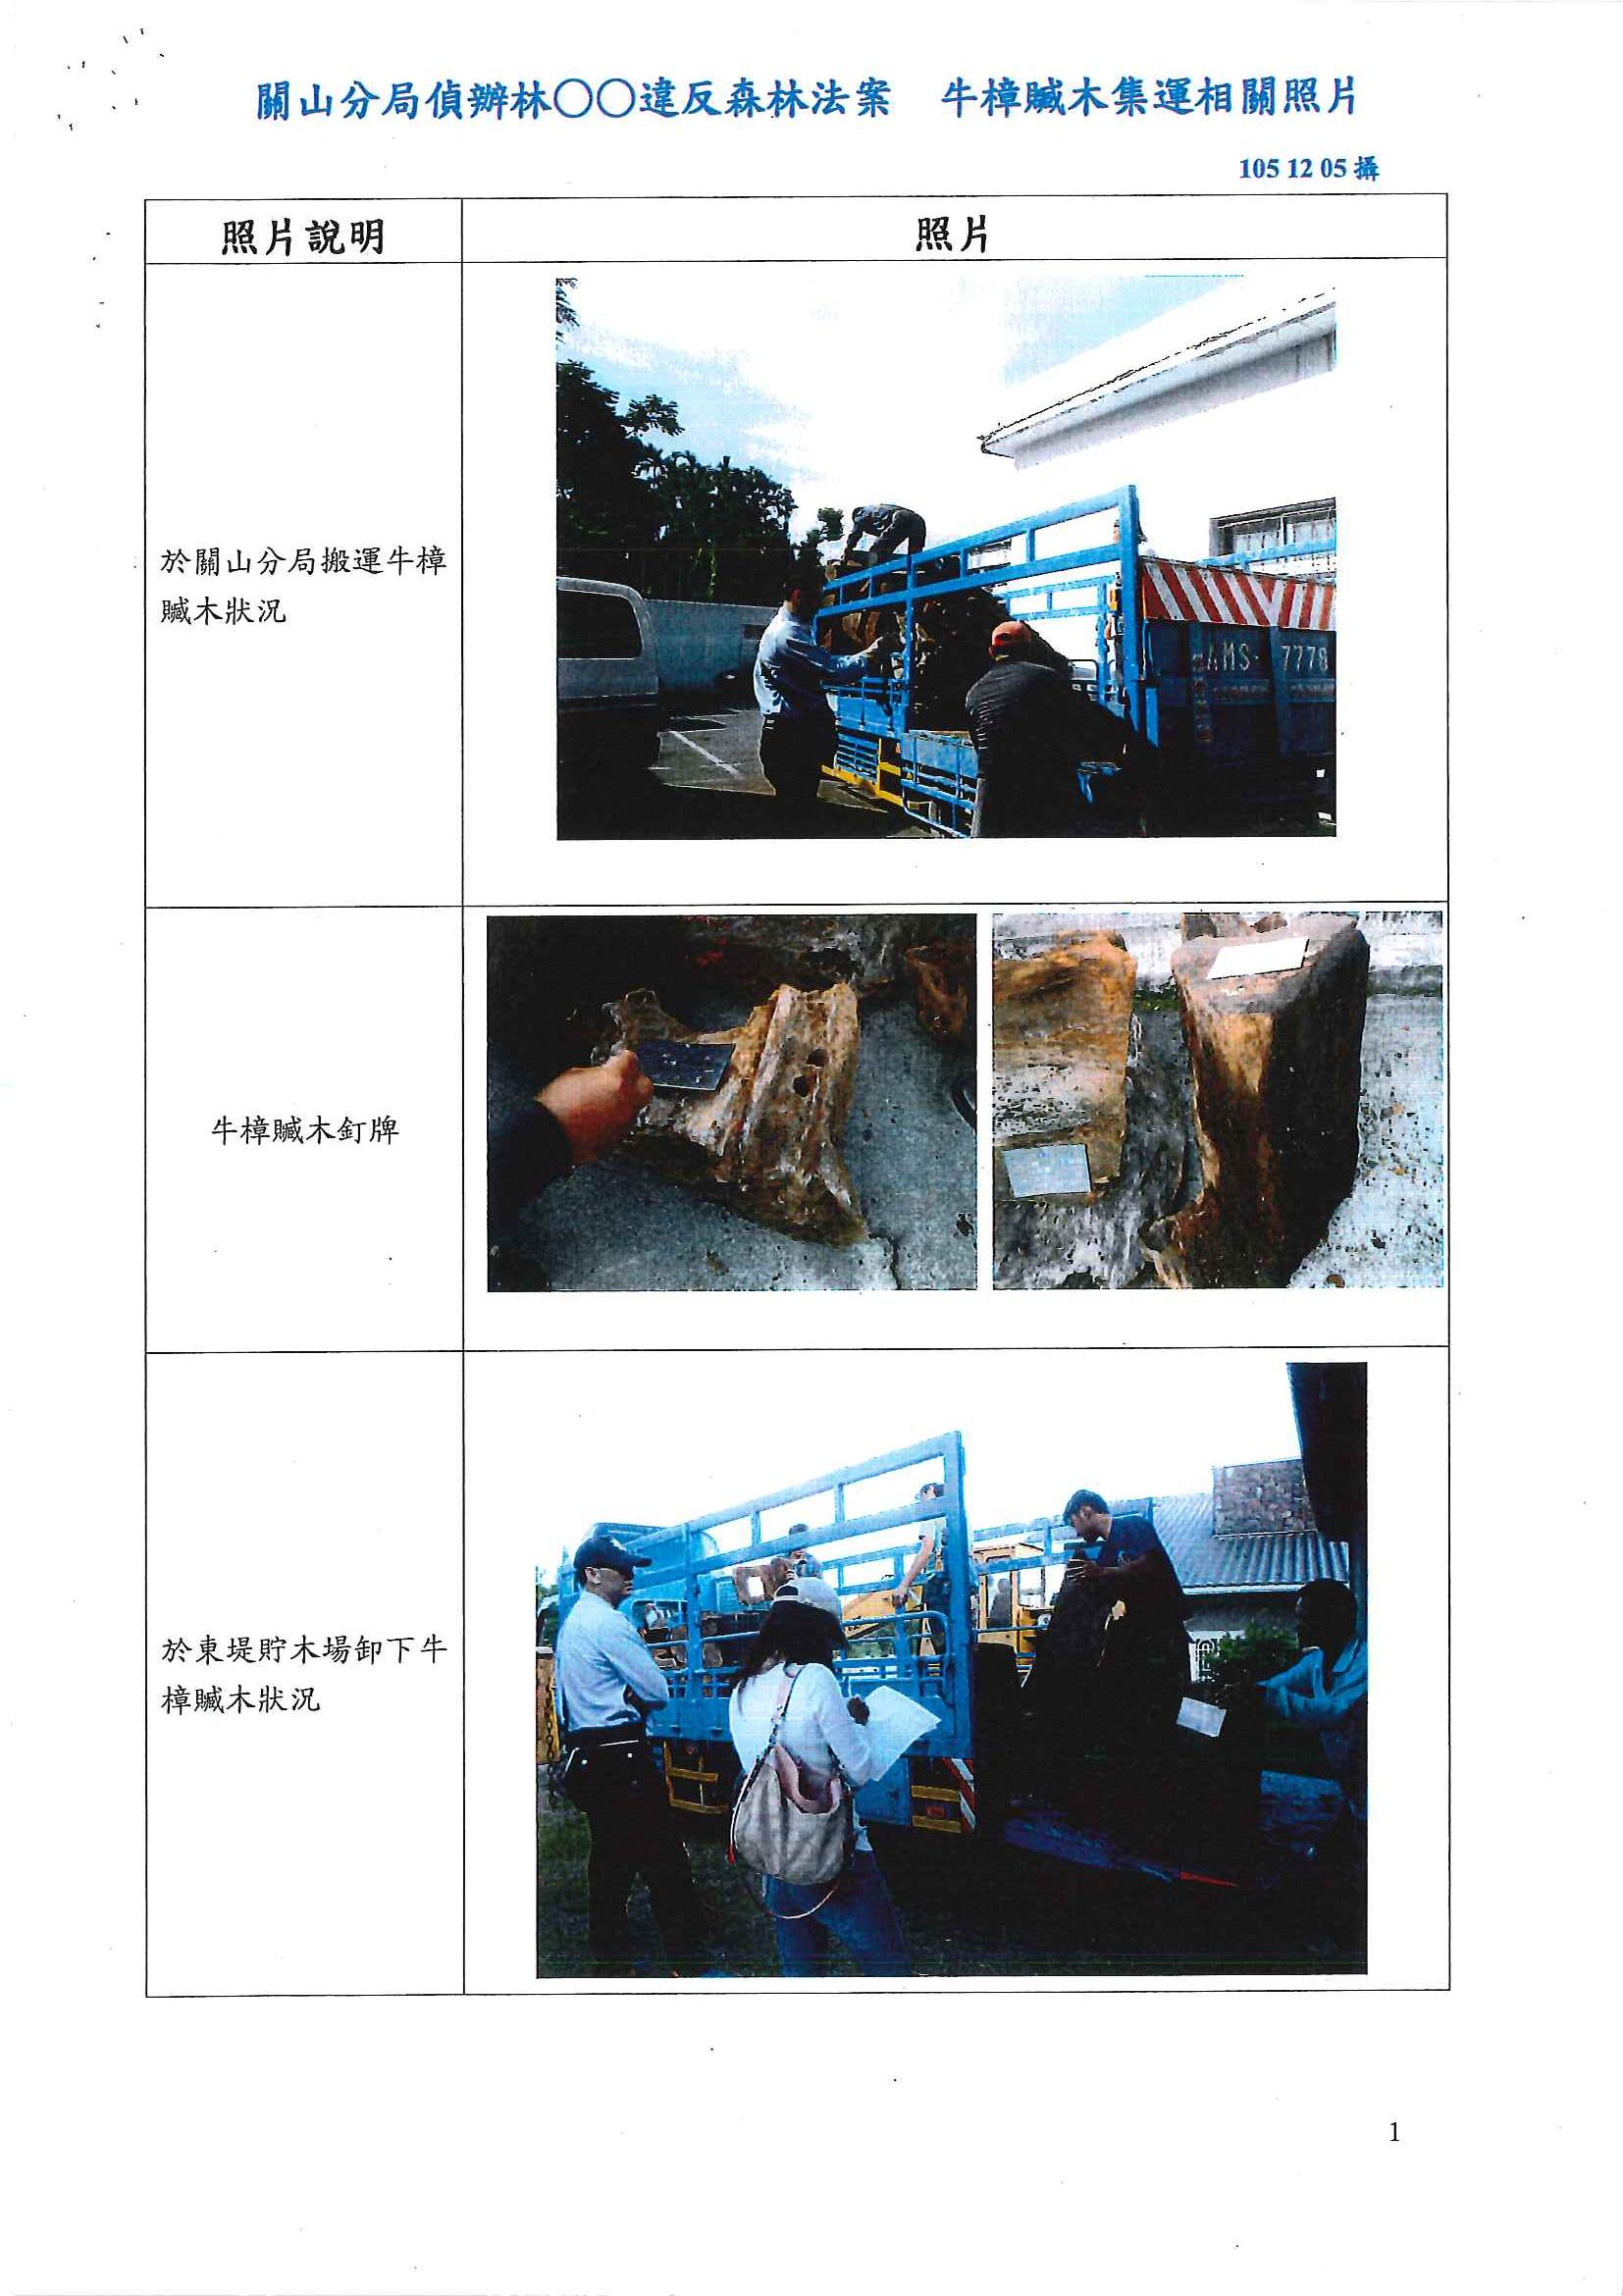 關山分局偵辦林〇〇違反森林法案 牛樟贓木集運相關照片
105 12 05 攝
照片說明
照片
於關山分局搬運牛樟
贓木狀況
AMS- 7778
牛樟贓木釘牌
於東堤貯木場卸下牛
樟贓木狀況
1